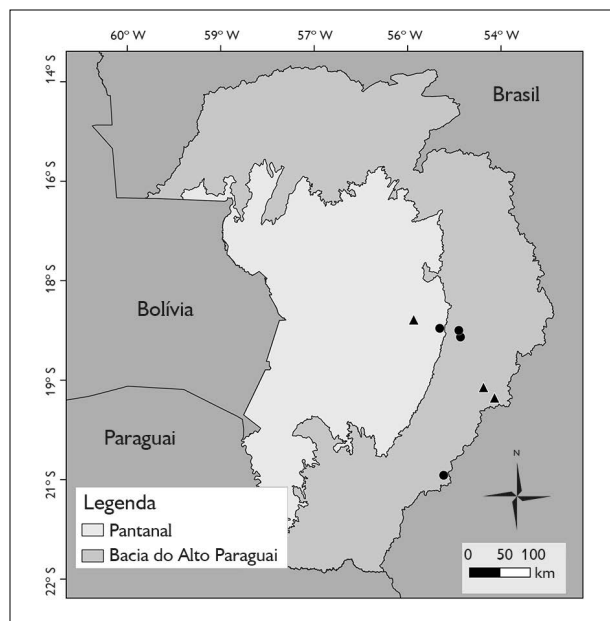 60° W 59° W 57° W 56° W 54° W
14° S
Brasil
16° S
18° S
Bolívia
19° S
Paraguai
21° S
N
Legenda
Pantanal
Bacia do Alto Paraguai
0 50 100
km
22° S